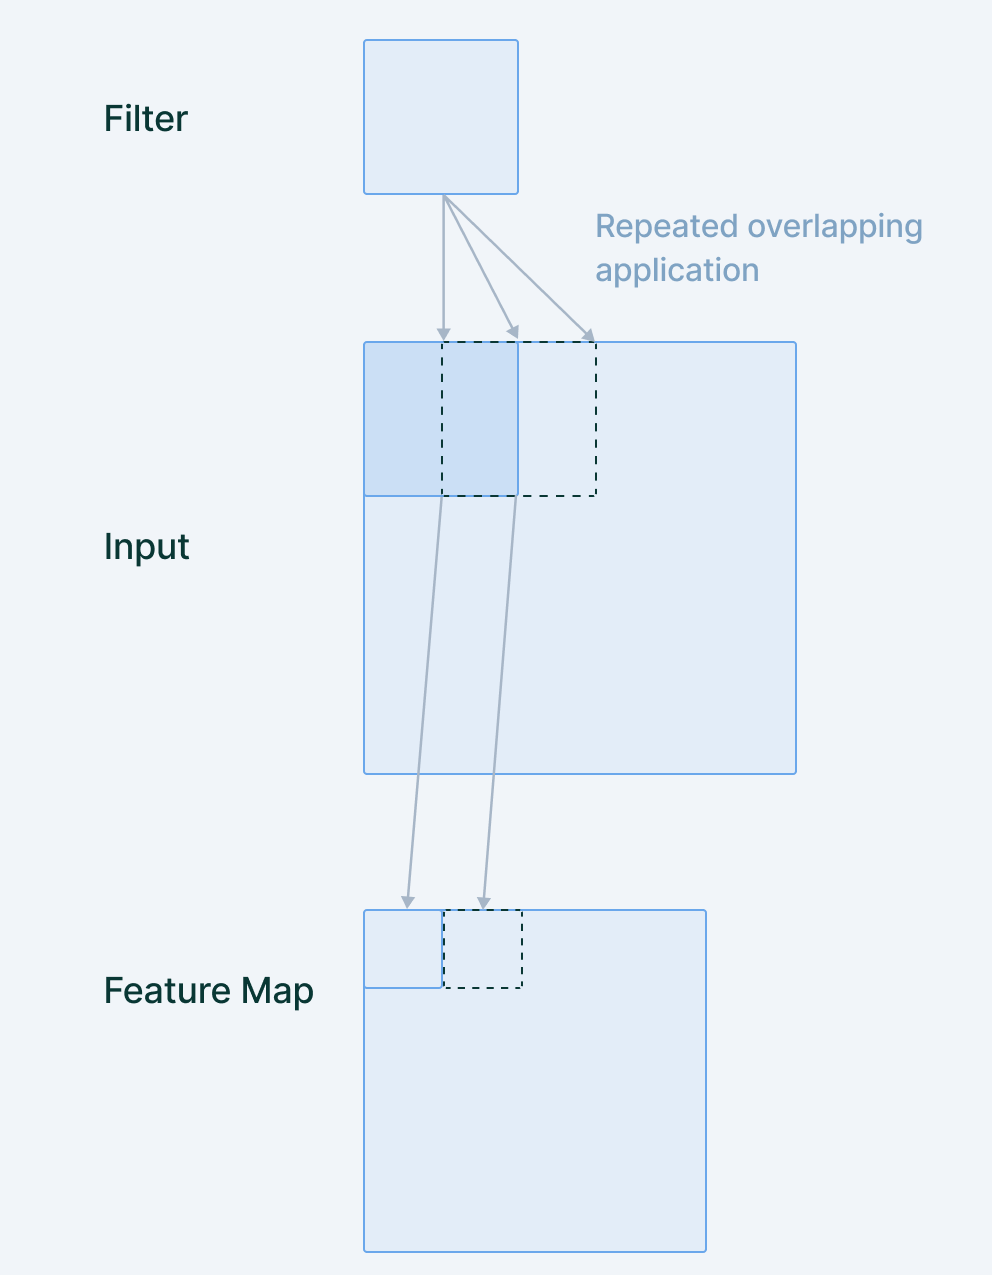 Filter
Repeated overlapping
application
Input
Feature Map